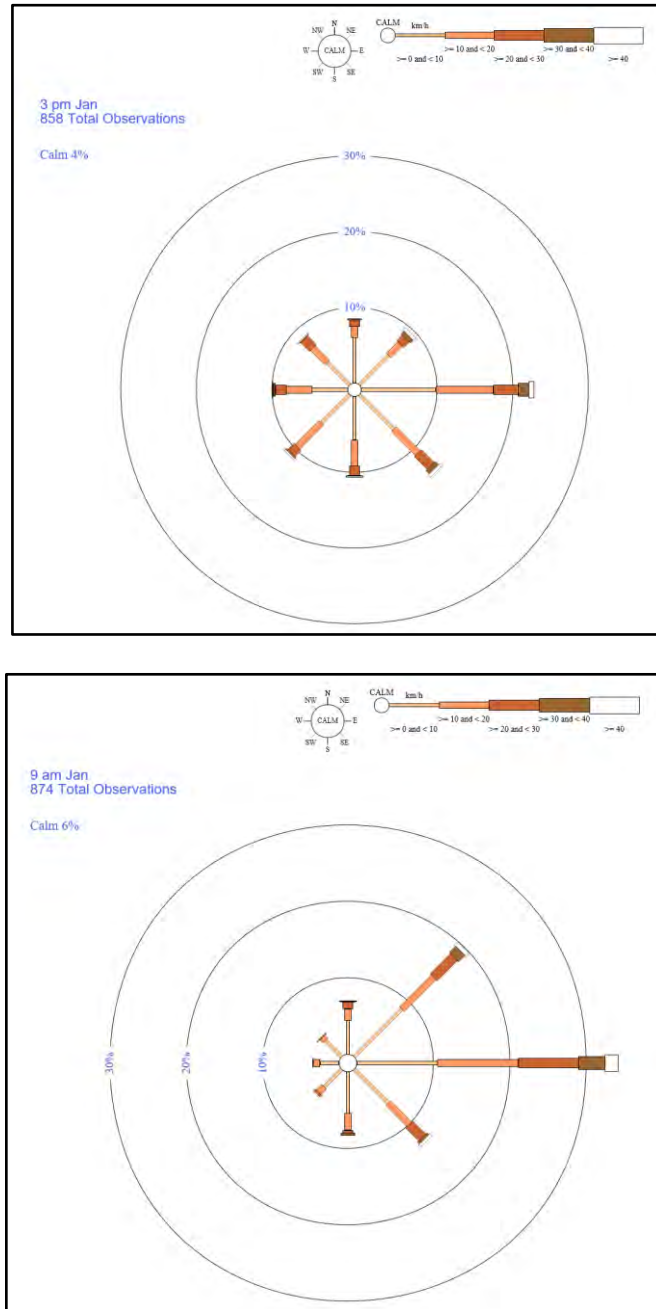 CALM km/h
N
NW NE
W CALM E
SW SE
S
>= 10 and < 20 >= 30 and < 40
>= 0 and < 10 >= 20 and < 30 >= 40
3 pm Jan
858 Total Observations
Calm 4%
30%
20%
10%
CALM km/h
N
NW NE
W CALM E
SW SE
S
>= 10 and < 20 >= 30 and < 40
>= 0 and < 10 >= 20 and < 30 >= 40
9 am Jan
874 Total Observations
Calm 6%
30% 20% 10%